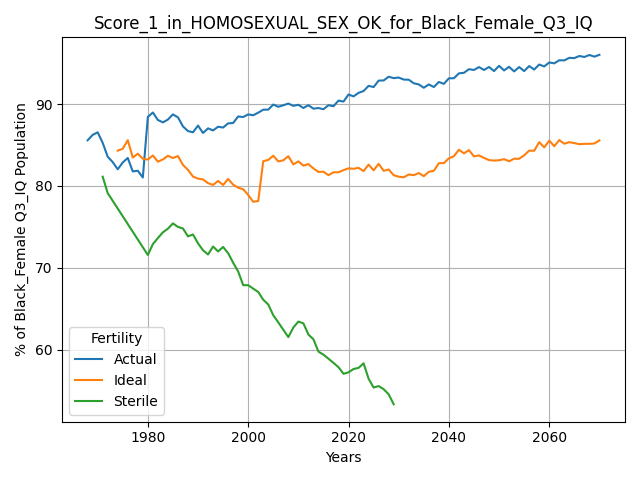 Score_1_in_HOMOSEXUAL_SEX_OK_for_Black_Female_Q3_IQ
% of Black_Female Q3_IQ Population
90
80
70
60
Fertility
Actual
Ideal
Sterile
1980
2000
2020
2040
2060
Years